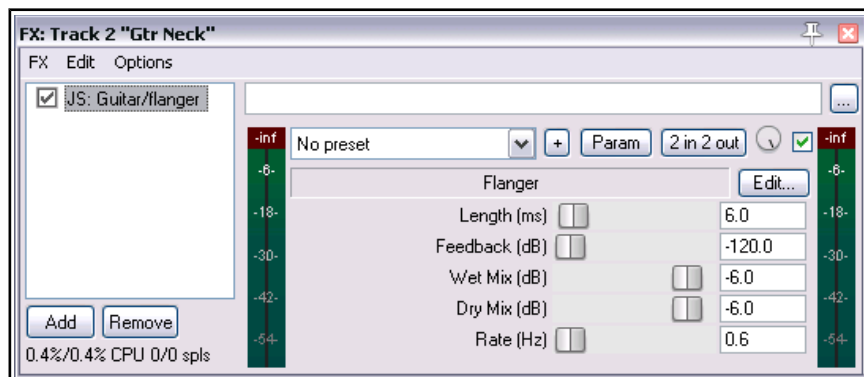 FX: Track 2 "Gtr Neck"
FX Edit Options
JS: Guitar/flanger
...
-inf No preset + Param 2 in 2 out -inf
-6- -6-
Flanger Edit...
-18- Length (ms) 6.0 -18-
Feedback (dB) -120.0
-30- -30-
Wet Mix (dB) -6.0
-42- -42-
Dry Mix (dB) -6.0
Add Remove
-54- Rate (Hz) 0.6 -54-
0.4%/0.4% CPU 0/0 spls